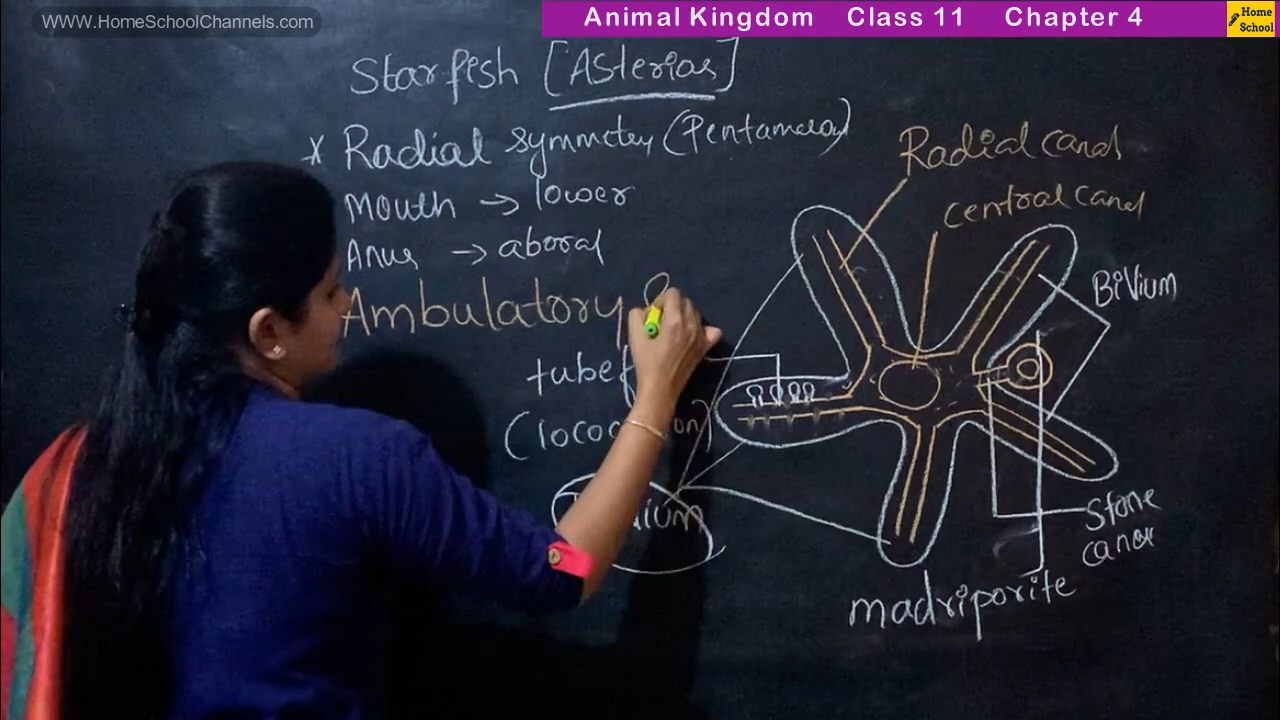 www.HomeSchoolChannels.com
Animal Kingdom Class 11 Chapter 4
Home
School
Starfish [Asterias]
* Radial symmetry (Pentamerous)
Mouth → lower
Anus → aboral
Ambulatory
tube
Radial canal
central canal
BiVium
Stone
canal
madriporite